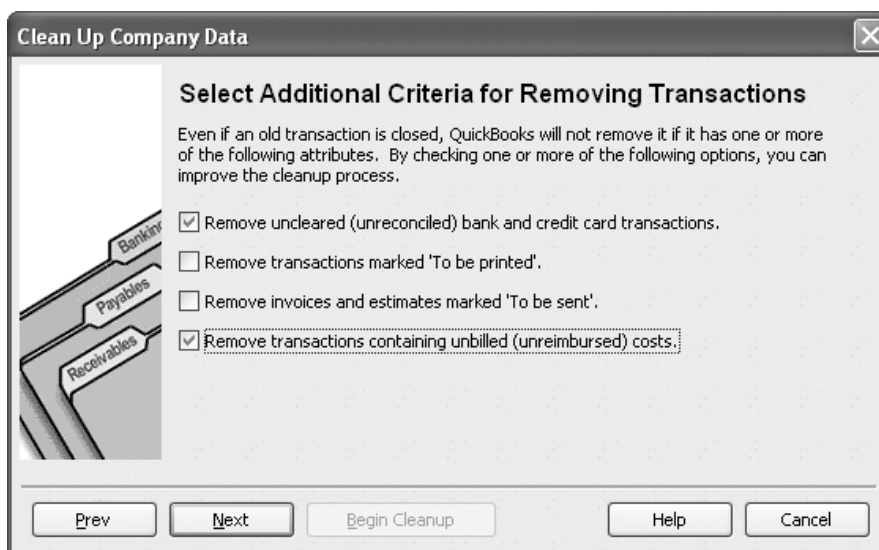 Clean Up Company Data
Select Additional Criteria for Removing Transactions
Even if an old transaction is closed, QuickBooks will not remove it if it has one or more
of the following attributes. By checking one or more of the following options, you can
improve the cleanup process.
Remove uncleared (unreconciled) bank and credit card transactions.
Remove transactions marked 'To be printed'.
Remove invoices and estimates marked 'To be sent'.
Remove transactions containing unbilled (unreimbursed) costs.
Bankin
Payables
Receivables
Prev
Next
Begin Cleanup
Help
Cancel